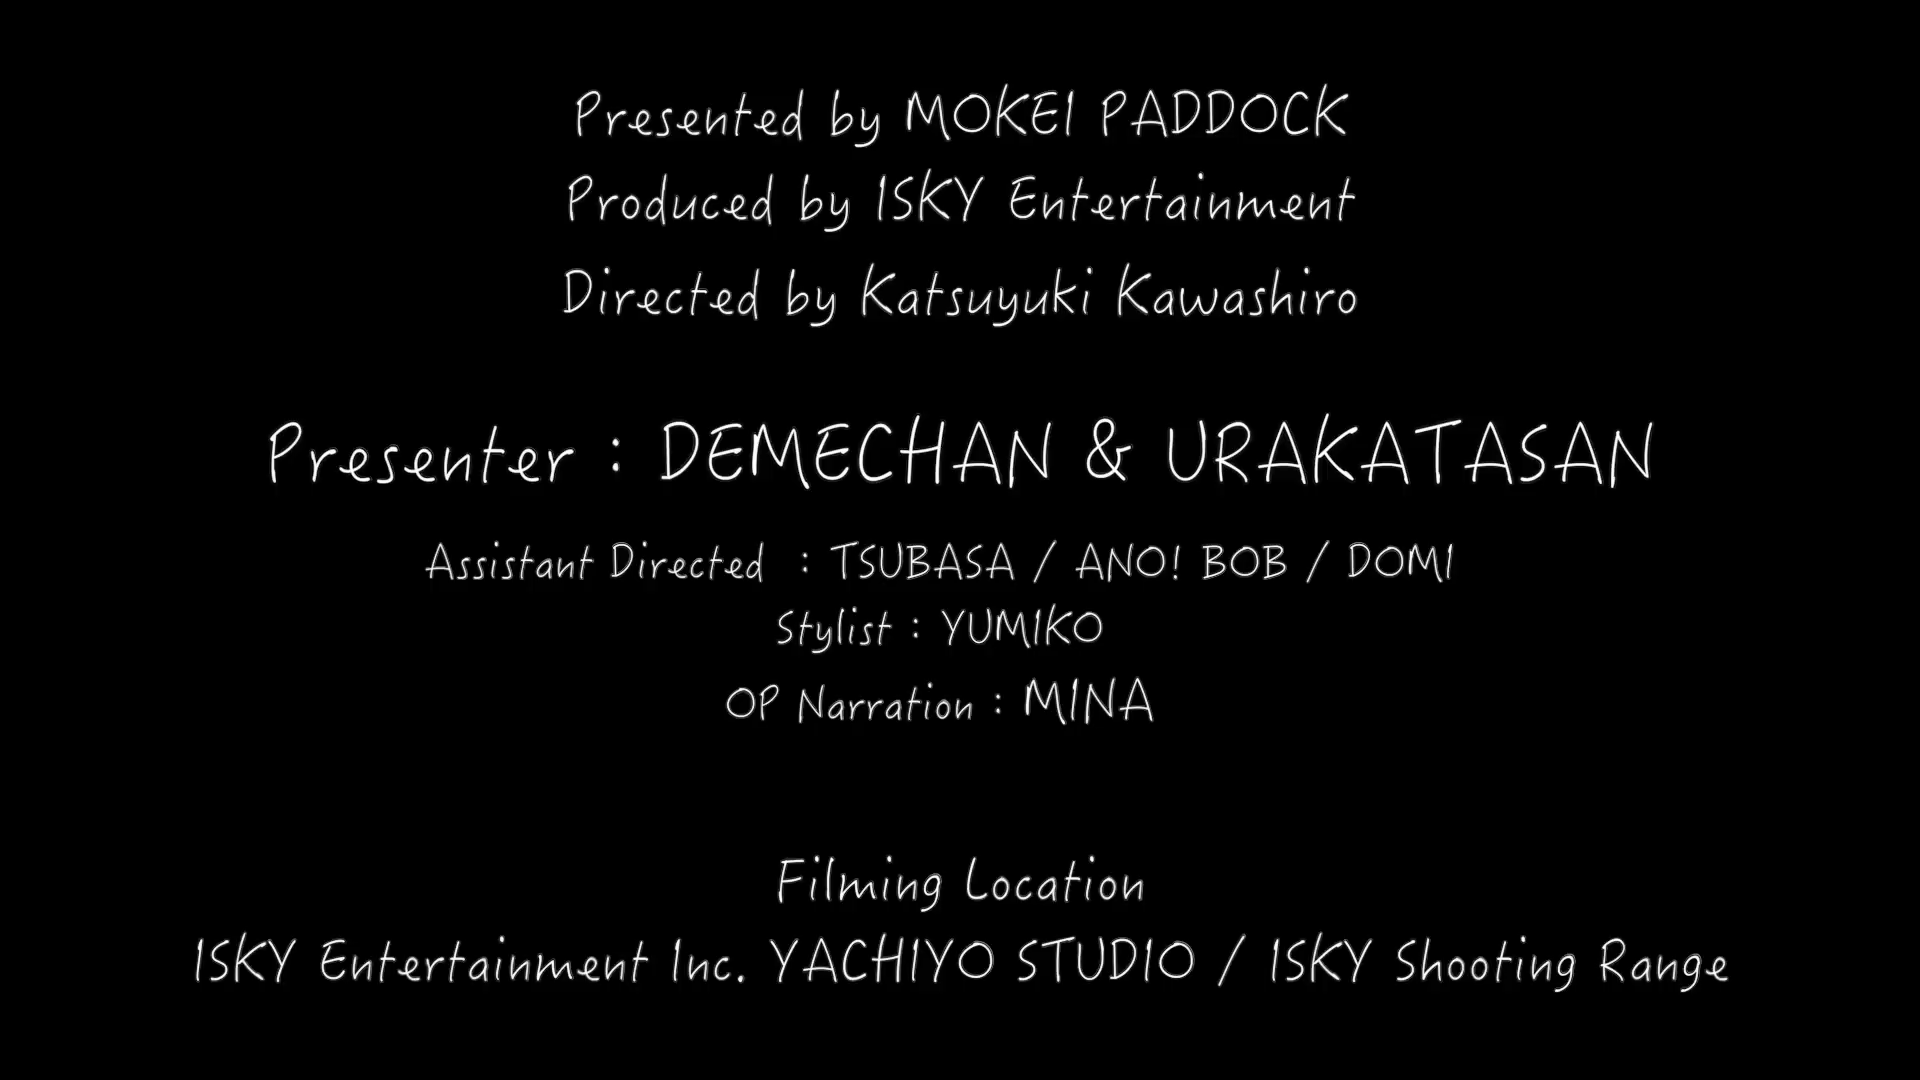 Presented by MOKEI PADDOCK
Produced by ISKY Entertainment
Directed by Katsuyuki Kawashiro
Presenter : DEMECHAN & URAKATASAN
Assistant Directed : TSUBASA / ANO! BOB / DOMI
Stylist : YUMIKO
OP Narration : MINA
Filming Location
ISKY Entertainment Inc. YACHIYO STUDIO / ISKY Shooting Range